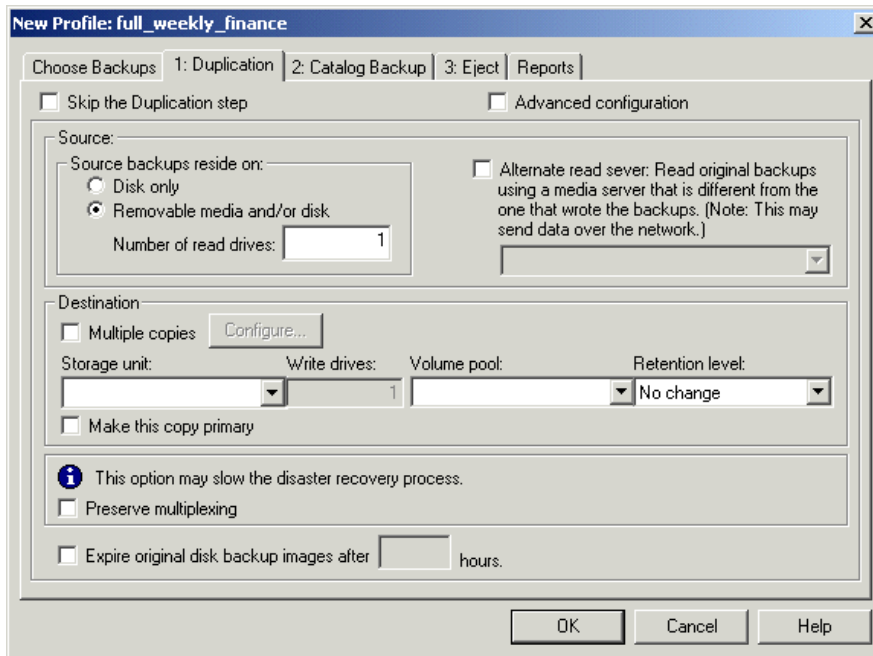 New Profile: full_weekly_finance
Choose Backups 1: Duplication 2: Catalog Backup 3: Eject Reports
Skip the Duplication step Advanced configuration
Source:
Source backups reside on:
Disk only
Removable media and/or disk
Number of read drives: 1
Alternate read sever: Read original backups
using a media server that is different from the
one that wrote the backups. (Note: This may
send data over the network.)
Destination
Multiple copies Configure...
Storage unit: Write drives: Volume pool: Retention level:
1 No change
Make this copy primary
This option may slow the disaster recovery process.
Preserve multiplexing
Expire original disk backup images after hours.
OK Cancel Help